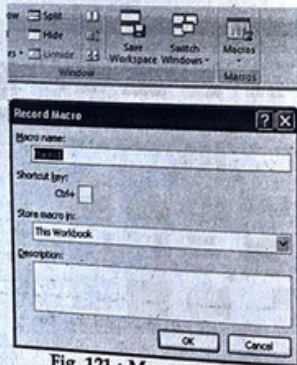 Split
Hide
Unhide
Save
Workspace
Switch
Windows
Macros
Window
Macros
Record Macro
Macro name:
Shortcut key:
Ctrl+
Store macro in:
This Workbook
Description:
OK Cancel
Fig. 121 :